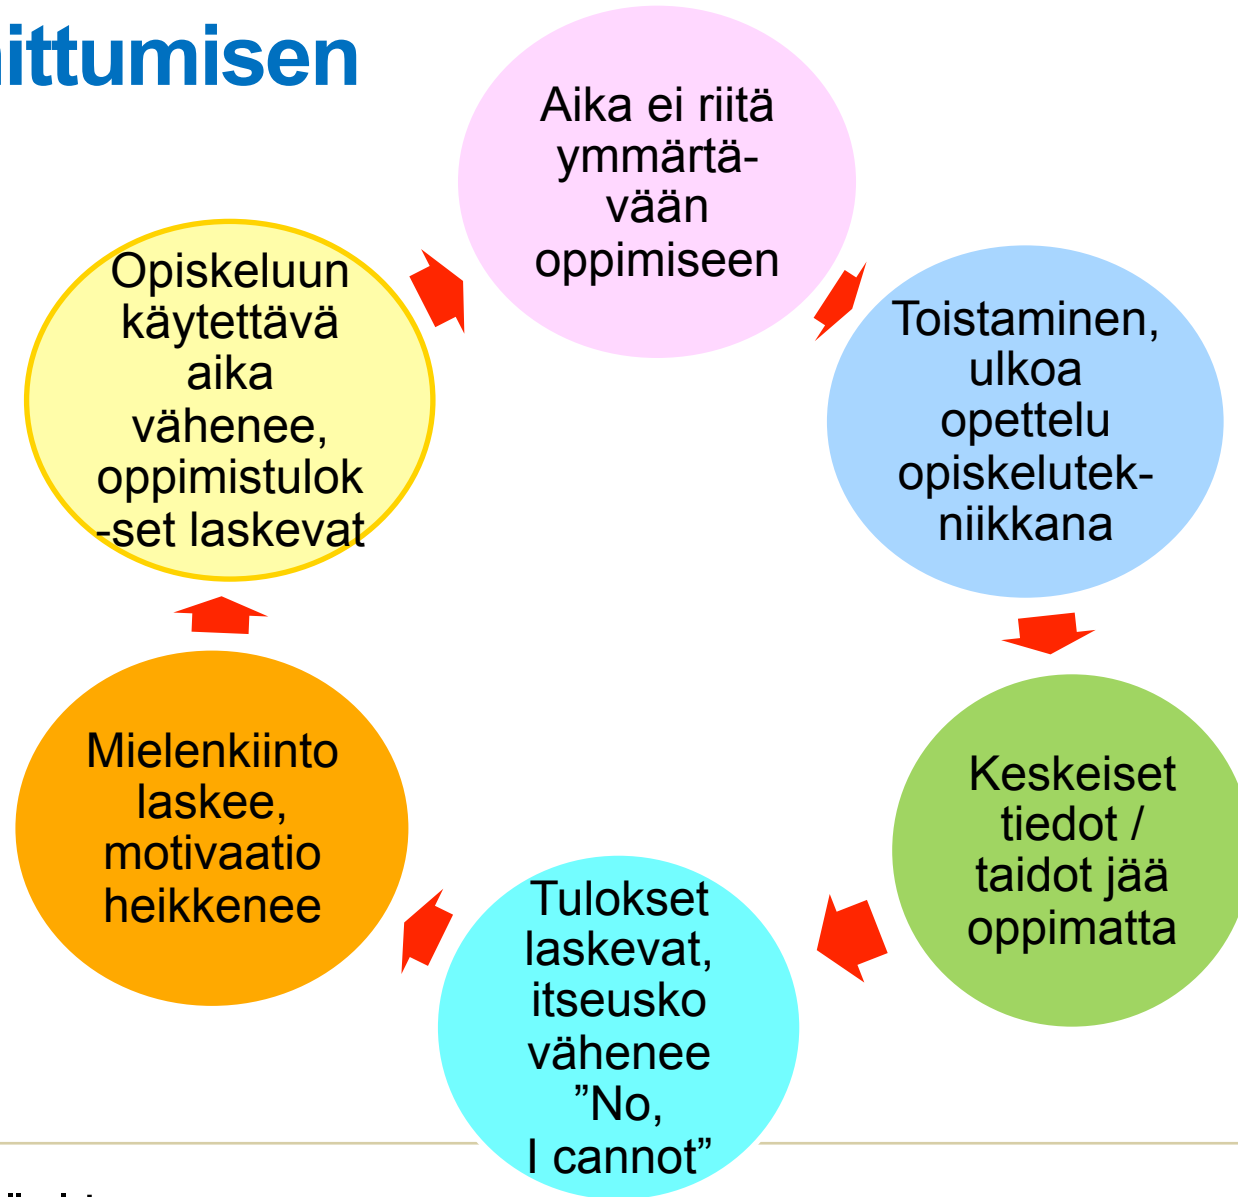 ittumisen
Aika ei riitä
ymmärtä-
vään
oppimiseen
Toistaminen,
ulkoa
opettelu
opiskelutek-
niikkana
Keskeiset
tiedot /
taidot jää
oppimatta
Tulokset
laskevat,
itseusko
vähenee
”No,
I cannot”
Mielenkiinto
laskee,
motivaatio
heikkenee
Opiskeluun
käytettävä
aika
vähenee,
oppimistulok
-set laskevat